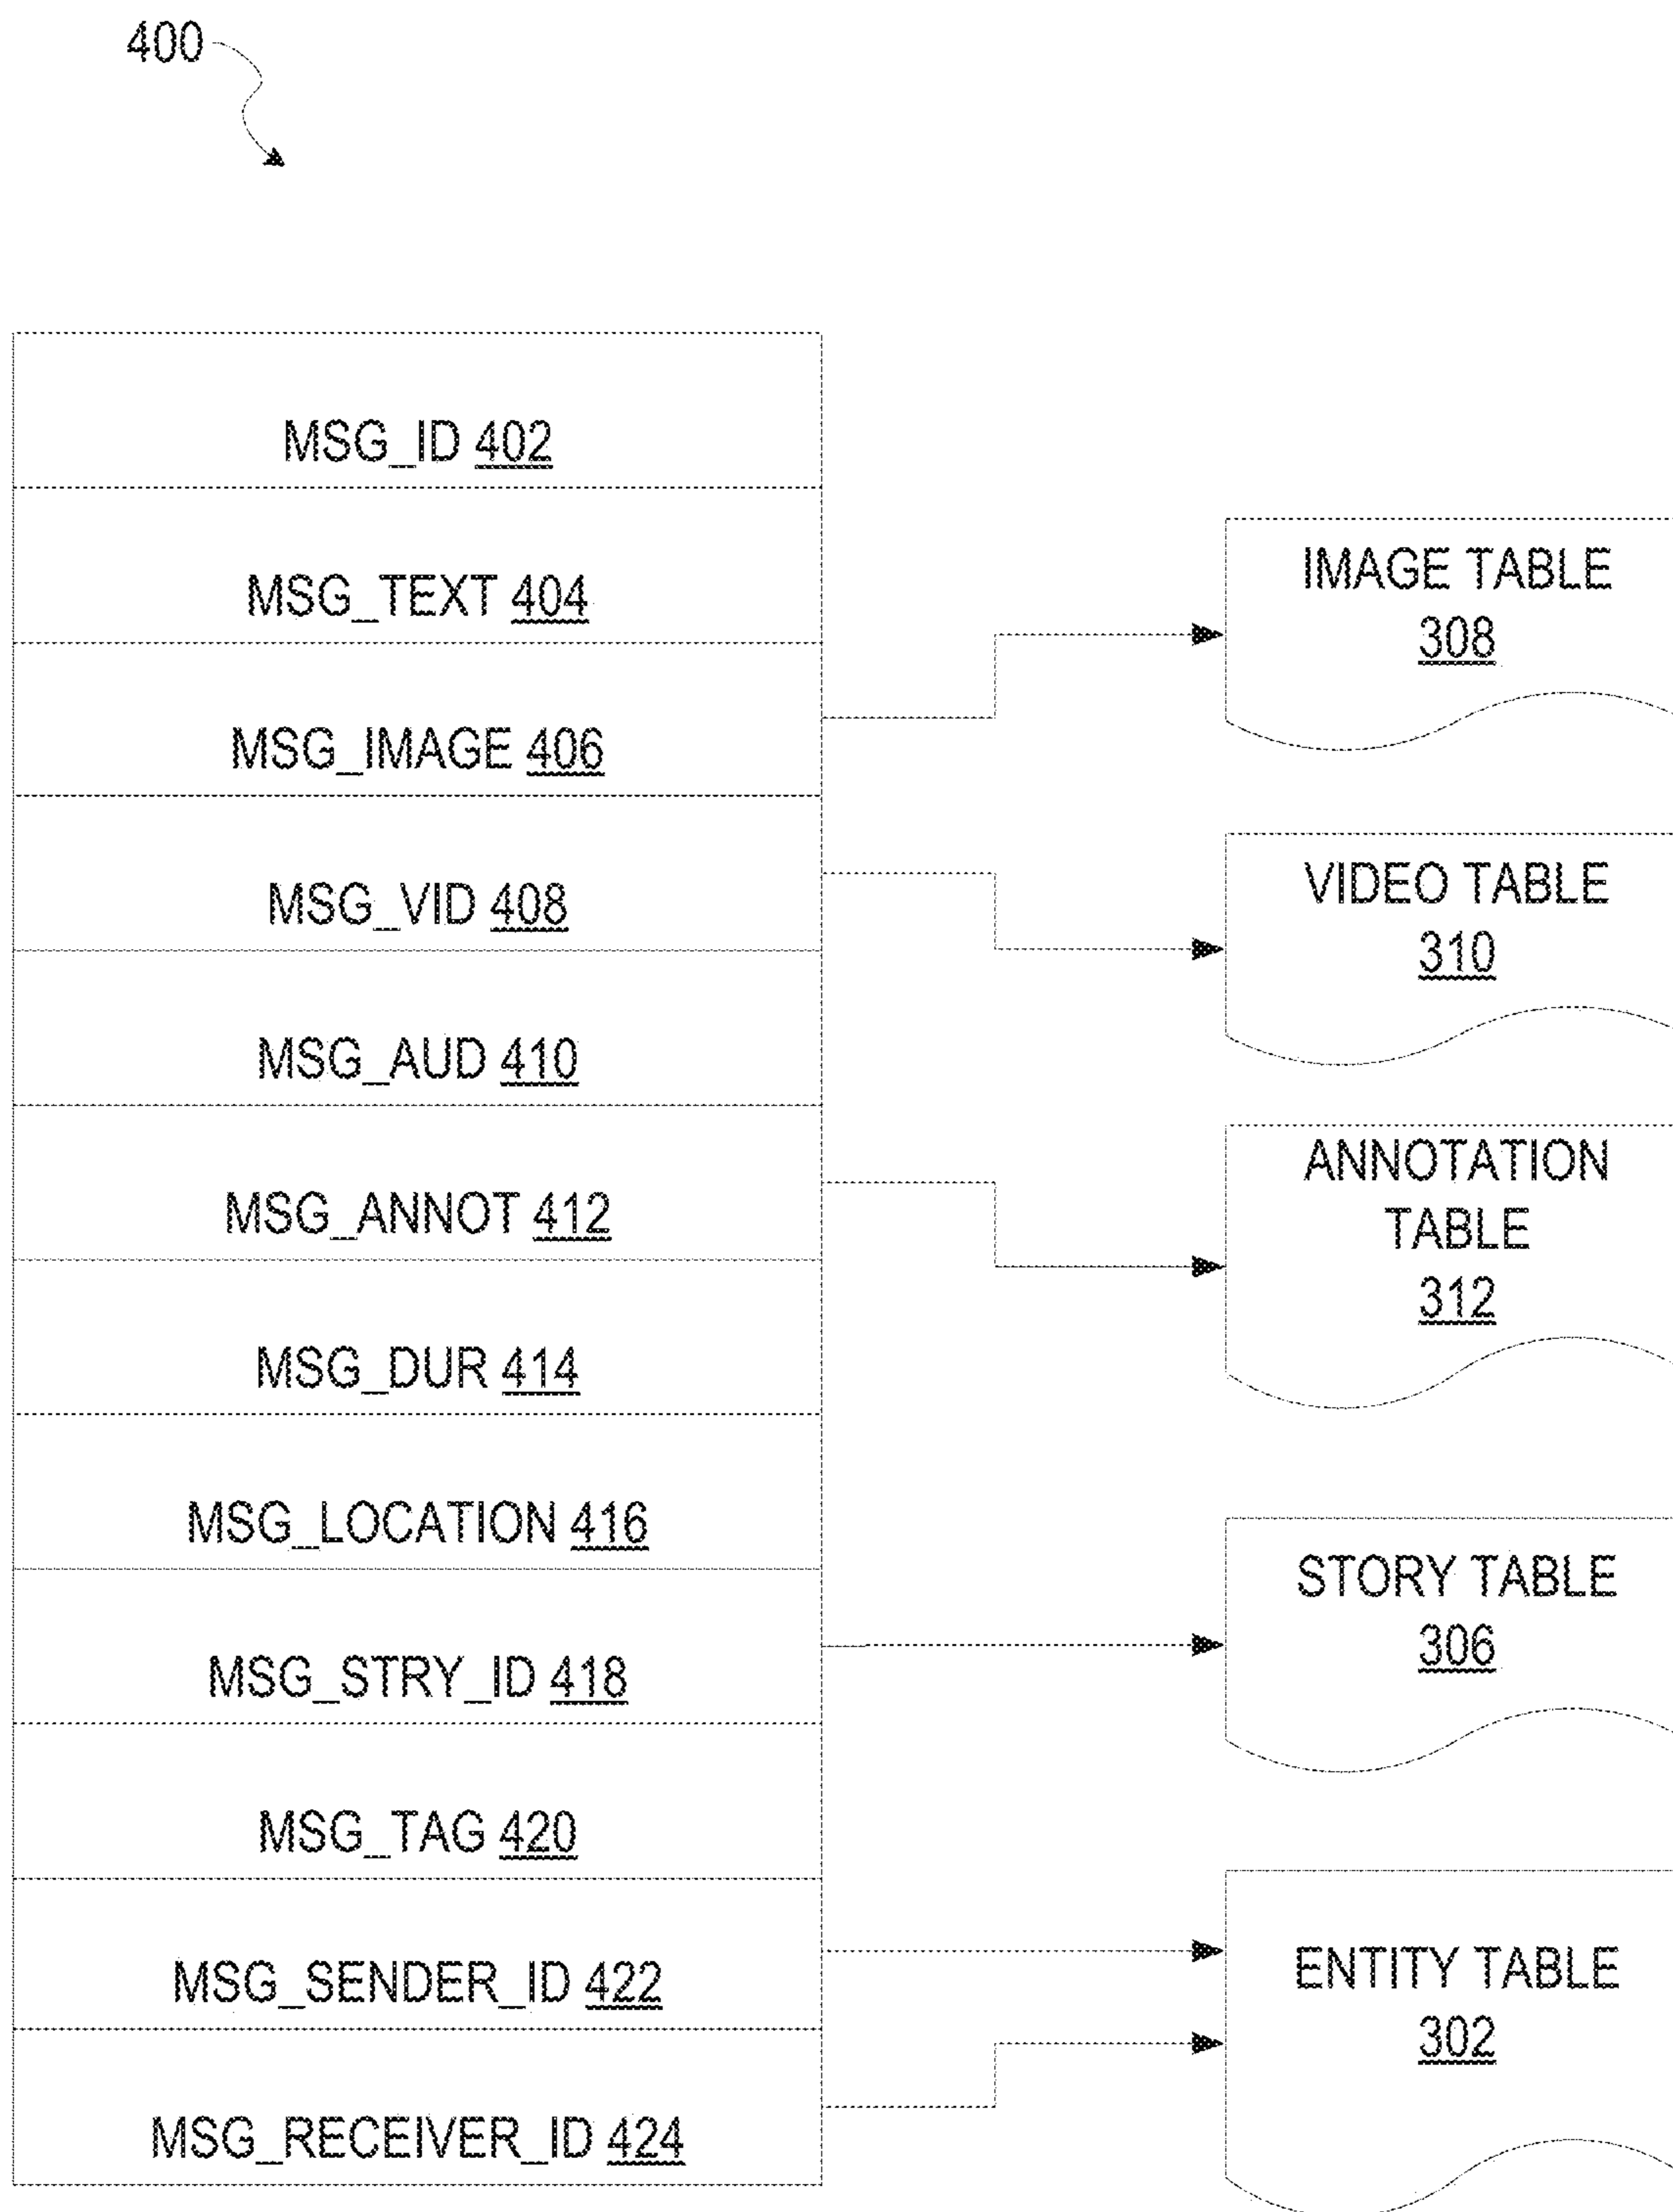 400
MSG_ID 402
MSG_TEXT 404
MSG_IMAGE 406
MSG_VID 408
MSG_AUD 410
MSG_ANNOT 412
MSG_DUR 414
MSG_LOCATION 416
MSG_STRY_ID 418
MSG_TAG 420
MSG_SENDER_ID 422
MSG_RECEIVER_ID 424
IMAGE TABLE
308
VIDEO TABLE
310
ANNOTATION
TABLE
312
STORY TABLE
306
ENTITY TABLE
302